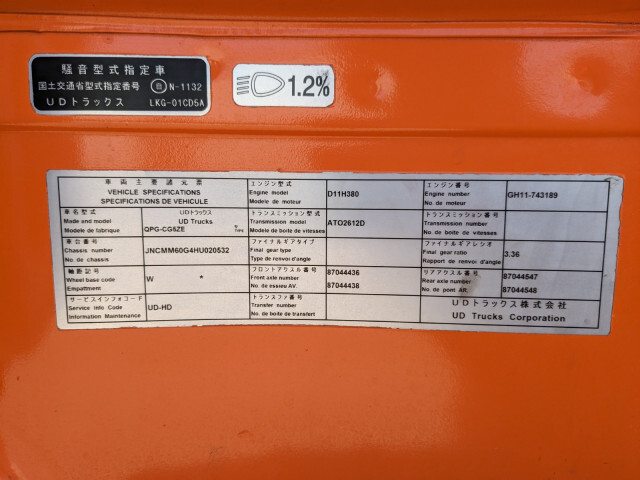 騒音型式指定車
国土交通省型式指定番号 自 N-1132
UDトラックス LKG-01CD5A
1.2%
車両主要諸元票
VEHICLE SPECIFICATIONS
SPECIFICATIONS DE VEHICULE
エンジン型式
Engine model
Modele de moteur
D11H380
エンジン番号
Engine number
No. de moteur
GH11-743189
車名型式
Made and model
Modele de fabrique
UDトラックス
UD Trucks
QPG-CG5ZE
TYPE
トランスミッション型式
Transmission model
Modele de boite de vitesses
ATO2612D
トランスミッション番号
Transmission number
No. de boite de vitesses
車台番号
Chassis number
No. de chassis
JNCMM60G4HU020532
ファイナルギアタイプ
Final gear type
Type de renvoi d'angle
ファイナルギアレシオ
Final gear ratio
Rapport de renvoi d'angle
3.36
軸距記号
Wheel base code
Empattment
W *
フロントアクスル番号
Front axle number
No. de essieu AV.
87044436
87044438
リアアクスル番号
Rear axle number
No. de pont AR.
87044547
87044548
サービスインフォコード
Service info Code
Information Maintenance
UD-HD
トランスファ番号
Transfer number
No. de boite de transfert
UDトラックス株式会社
UD Trucks Corporation